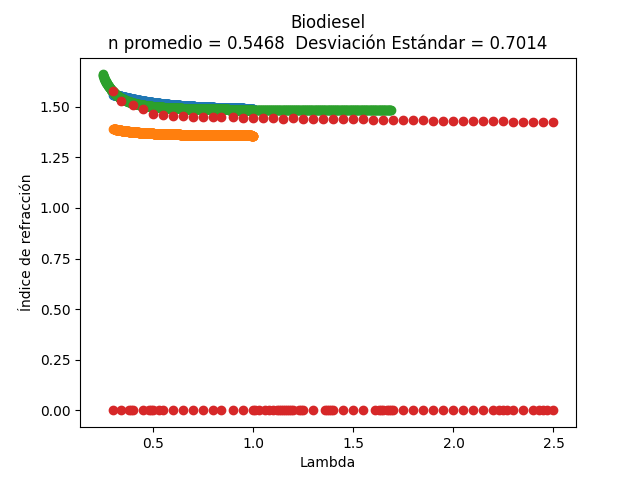 Biodiesel
n promedio = 0.5468  Desviación Estándar = 0.7014
Índice de refracción
1.50
1.25
1.00
0.75
0.50
0.25
0.00
0.5 1.0 1.5 2.0 2.5
Lambda